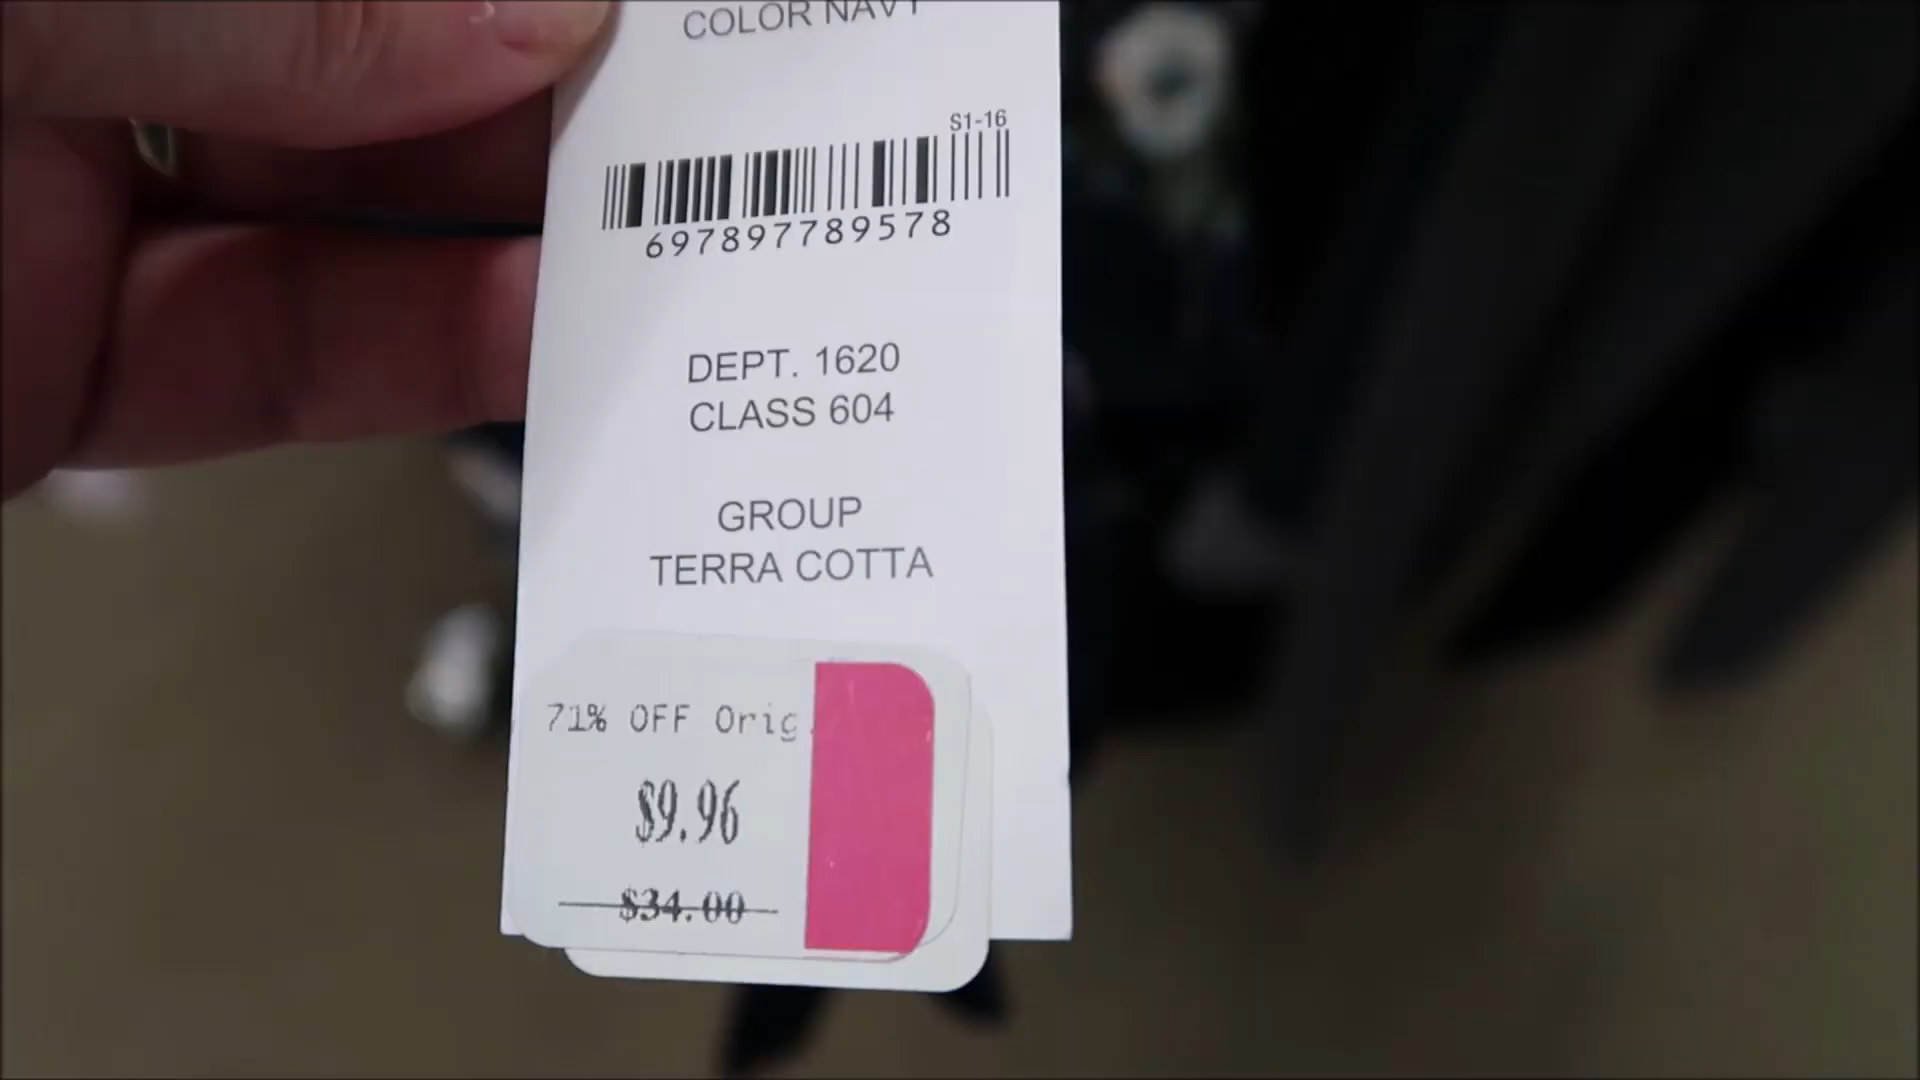 COLOR NAVY
S1-16
697897789578
DEPT. 1620
CLASS 604
GROUP
TERRA COTTA
71% OFF Orig.
$9.96
$34.00